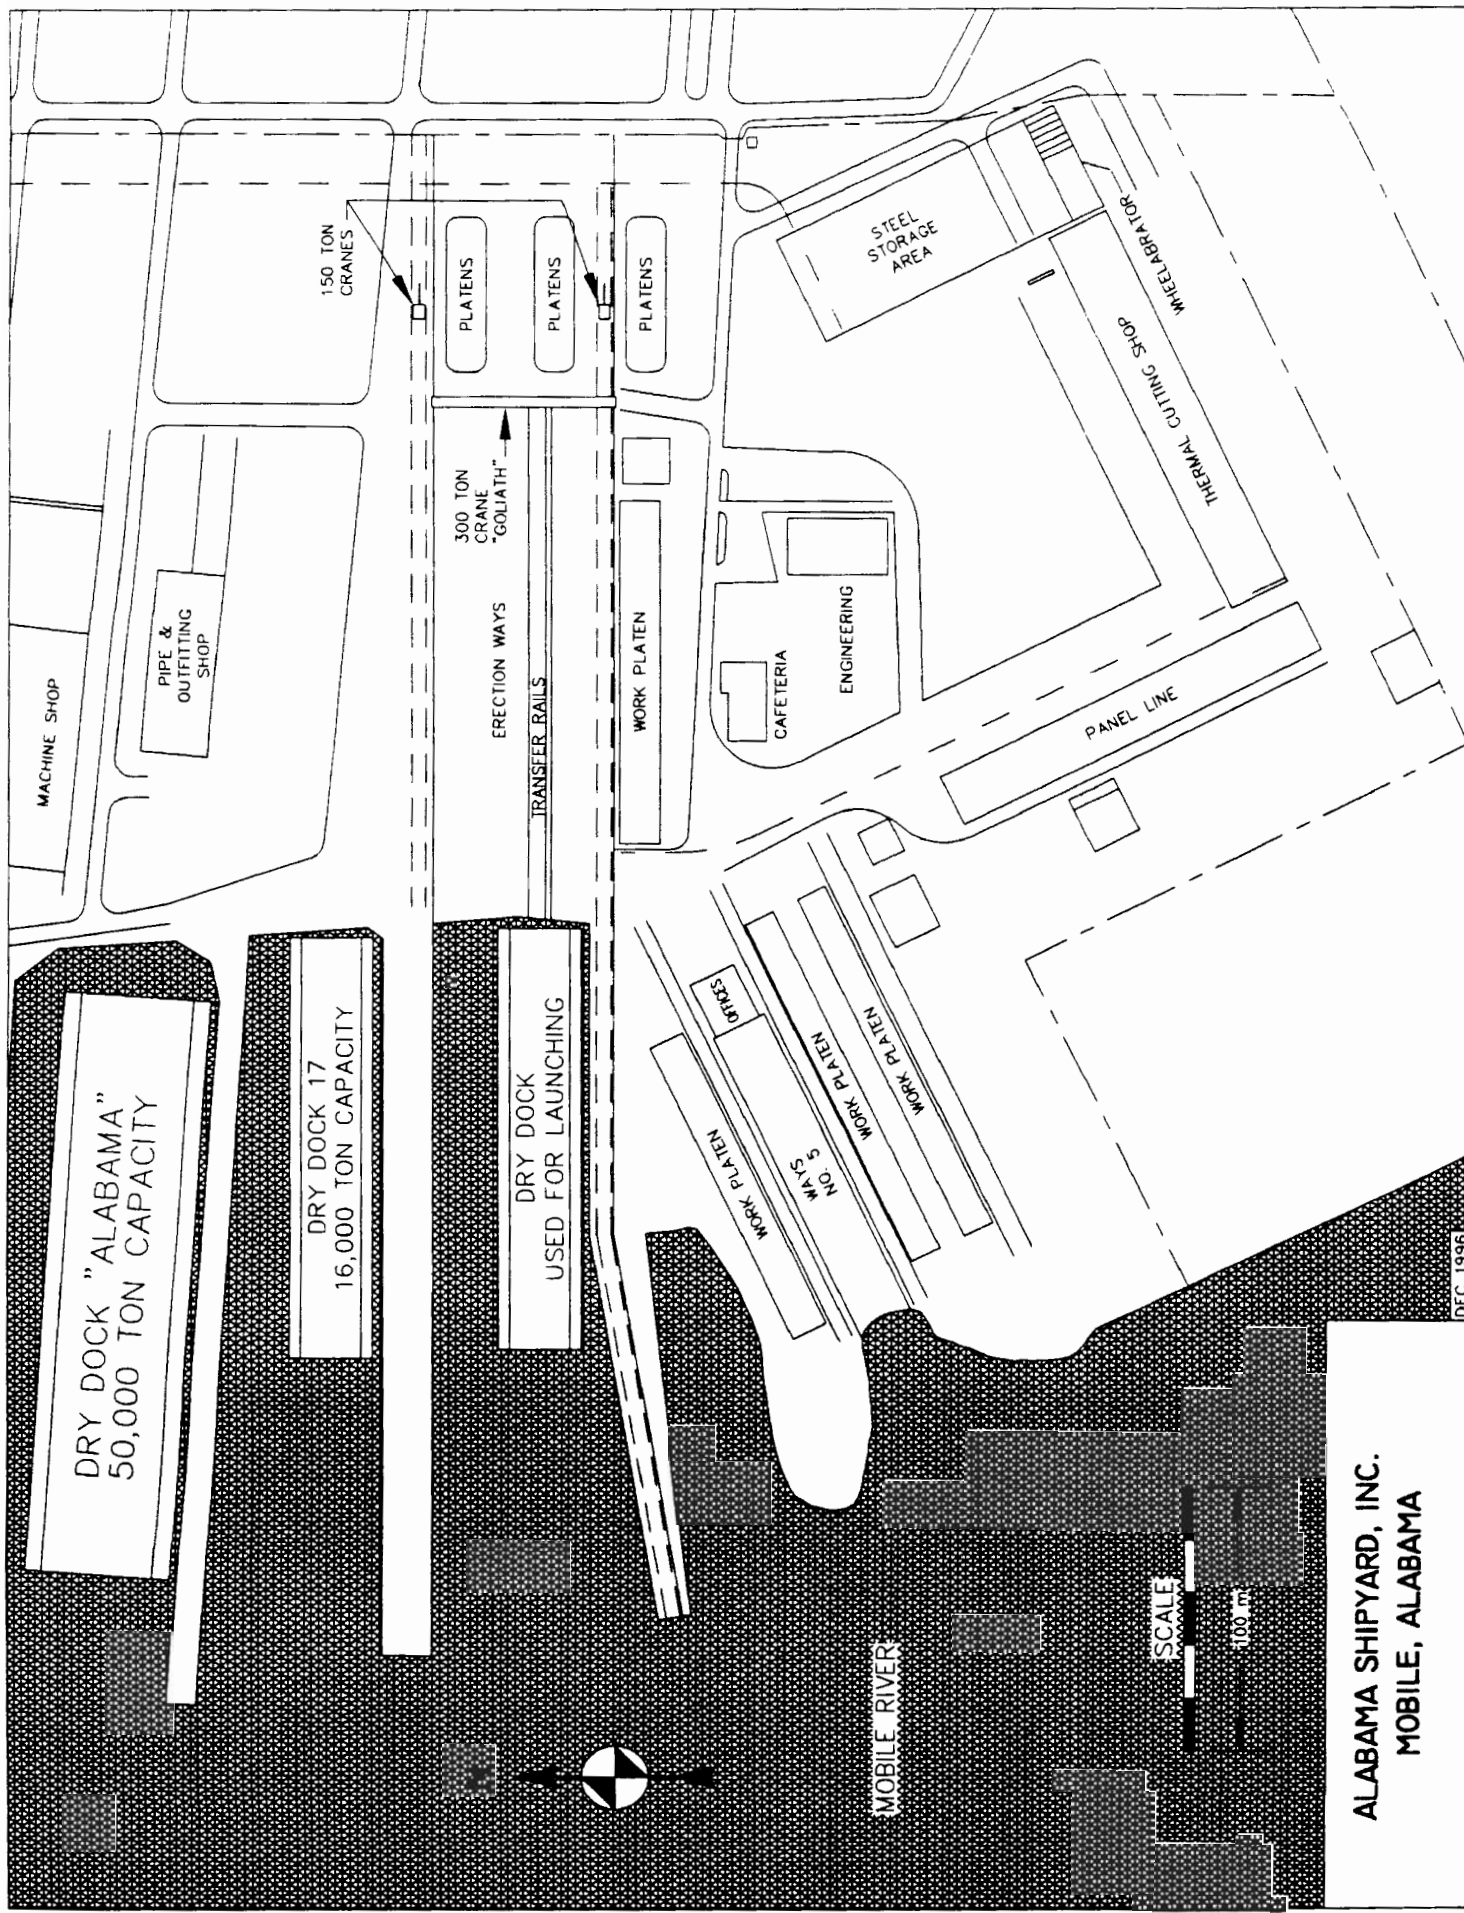 MACHINE SHOP
PIPE &
OUTFITTING
SHOP
150 TON
CRANES
PLATENS
PLATENS
PLATENS
300 TON
CRANE
"GOLIATH"
ERECTION WAYS
TRANSFER RAILS
WORK PLATEN
CAFETERIA
ENGINEERING
STEEL
STORAGE
AREA
WHEELABRATOR
THERMAL CUTTING SHOP
PANEL LINE
DRY DOCK "ALABAMA"
50,000 TON CAPACITY
DRY DOCK 17
16,000 TON CAPACITY
DRY DOCK
USED FOR LAUNCHING
OFFICES
WORK PLATEN
WAYS
NO. 5
WORK PLATEN
WORK PLATEN
MOBILE RIVER
SCALE
100 m
DEC 1996
ALABAMA SHIPYARD, INC.
MOBILE, ALABAMA